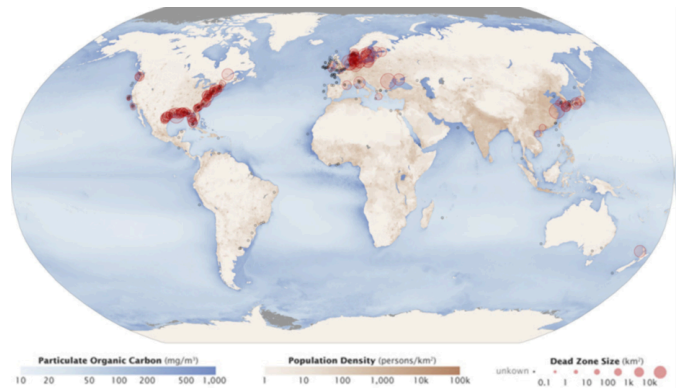 Particulate Organic Carbon (mg/m³)
10 20 50 100 200 500 1,000
Population Density (persons/km²)
1 10 100 1,000 10k 100k
Dead Zone Size (km²)
unkown
0.1 1 10 100 1k 10k